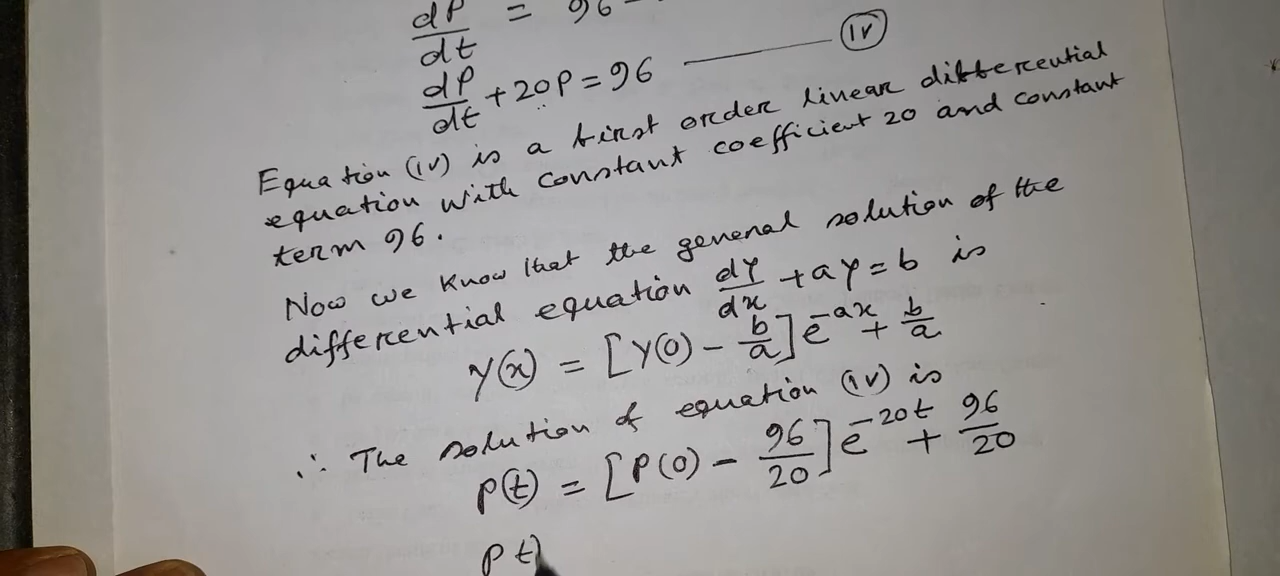 dP/dt = 96 -
dP/dt + 20P = 96 ——— (iv)
Equation (iv) is a first order linear differential
equation with constant coefficient 20 and constant
term 96.
Now we know that the general solution of the
differential equation dY/dx + aY = b is
Y(x) = [Y(0) - b/a] e^-ax + b/a
∴ The solution of equation (iv) is
P(t) = [P(0) - 96/20] e^-20t + 96/20
P t)